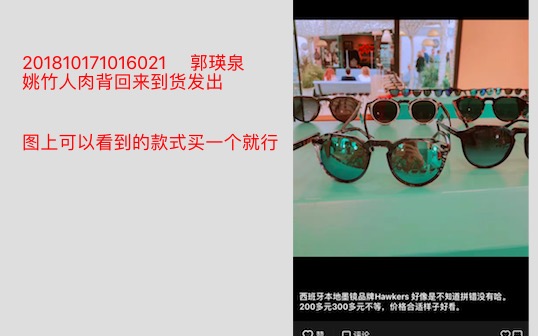 201810171016021 郭瑛泉
姚竹人肉背回来到货发出
图上可以看到的款式买一个就行
西班牙本地墨镜品牌Hawkers 好像是不知道拼错没有哈。
200多元300多元不等，价格合适样子好看。
赞
评论